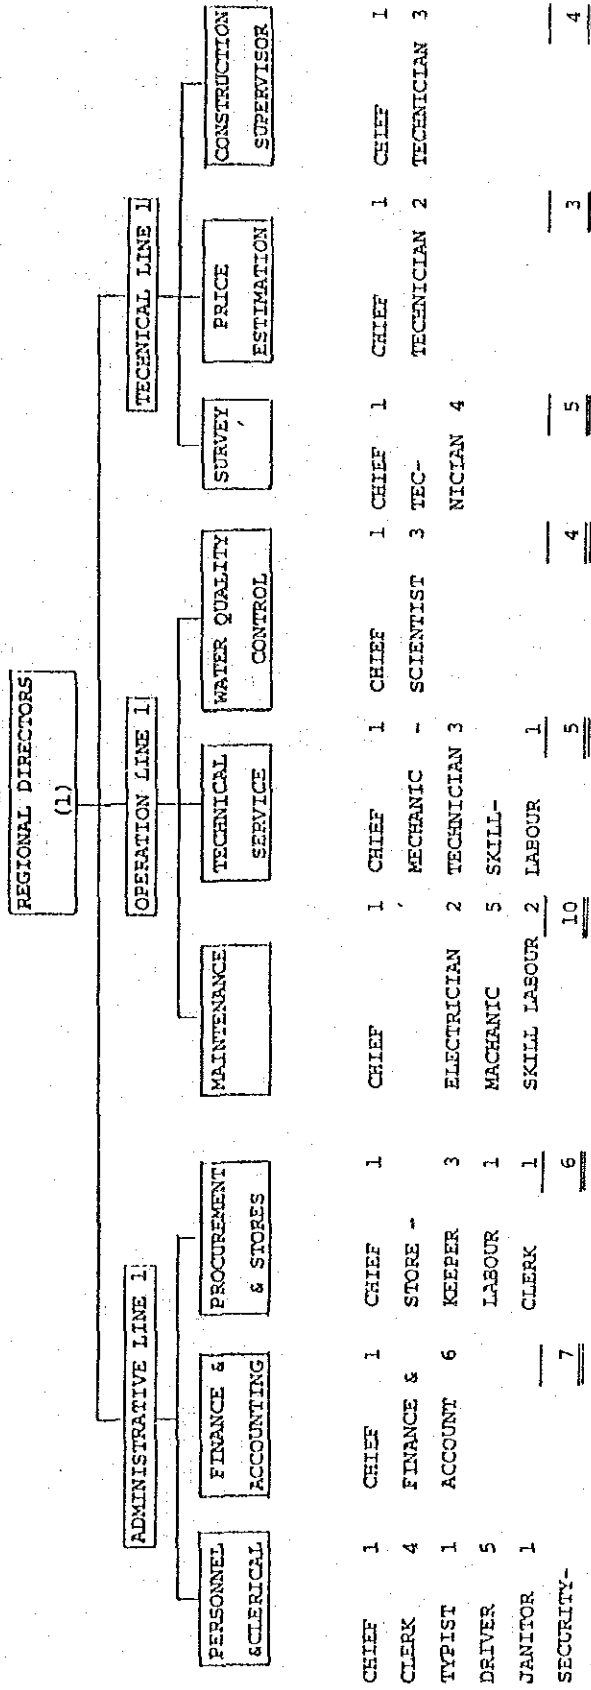 REGIONAL DIRECTORS
(1)
ADMINISTRATIVE LINE 1
OPERATION LINE 1
TECHNICAL LINE 1
PERSONNEL
&CLERICAL
FINANCE &
ACCOUNTING
PROCUREMENT
& STORES
MAINTENANCE
TECHNICAL
SERVICE
WATER QUALITY
CONTROL
SURVEY
PRICE
ESTIMATION
CONSTRUCTION
SUPERVISOR
CHIEF 1
CLERK 4
TYPIST 1
DRIVER 5
JANITOR 1
SECURITY-
CHIEF 1
FINANCE &
ACCOUNT 6
7
CHIEF 1
STORE -
KEEPER 3
LABOUR 1
CLERK 1
6
CHIEF 1
ELECTRICIAN 2
MACHANIC 5
SKILL LABOUR 2
10
CHIEF 1
MECHANIC -
TECHNICIAN 3
SKILL-
LABOUR 1
5
CHIEF 1
SCIENTIST 3
4
CHIEF 1
TEC-
NICIAN 4
5
CHIEF 1
TECHNICIAN 2
3
CHIEF 1
TECHNICIAN 3
4